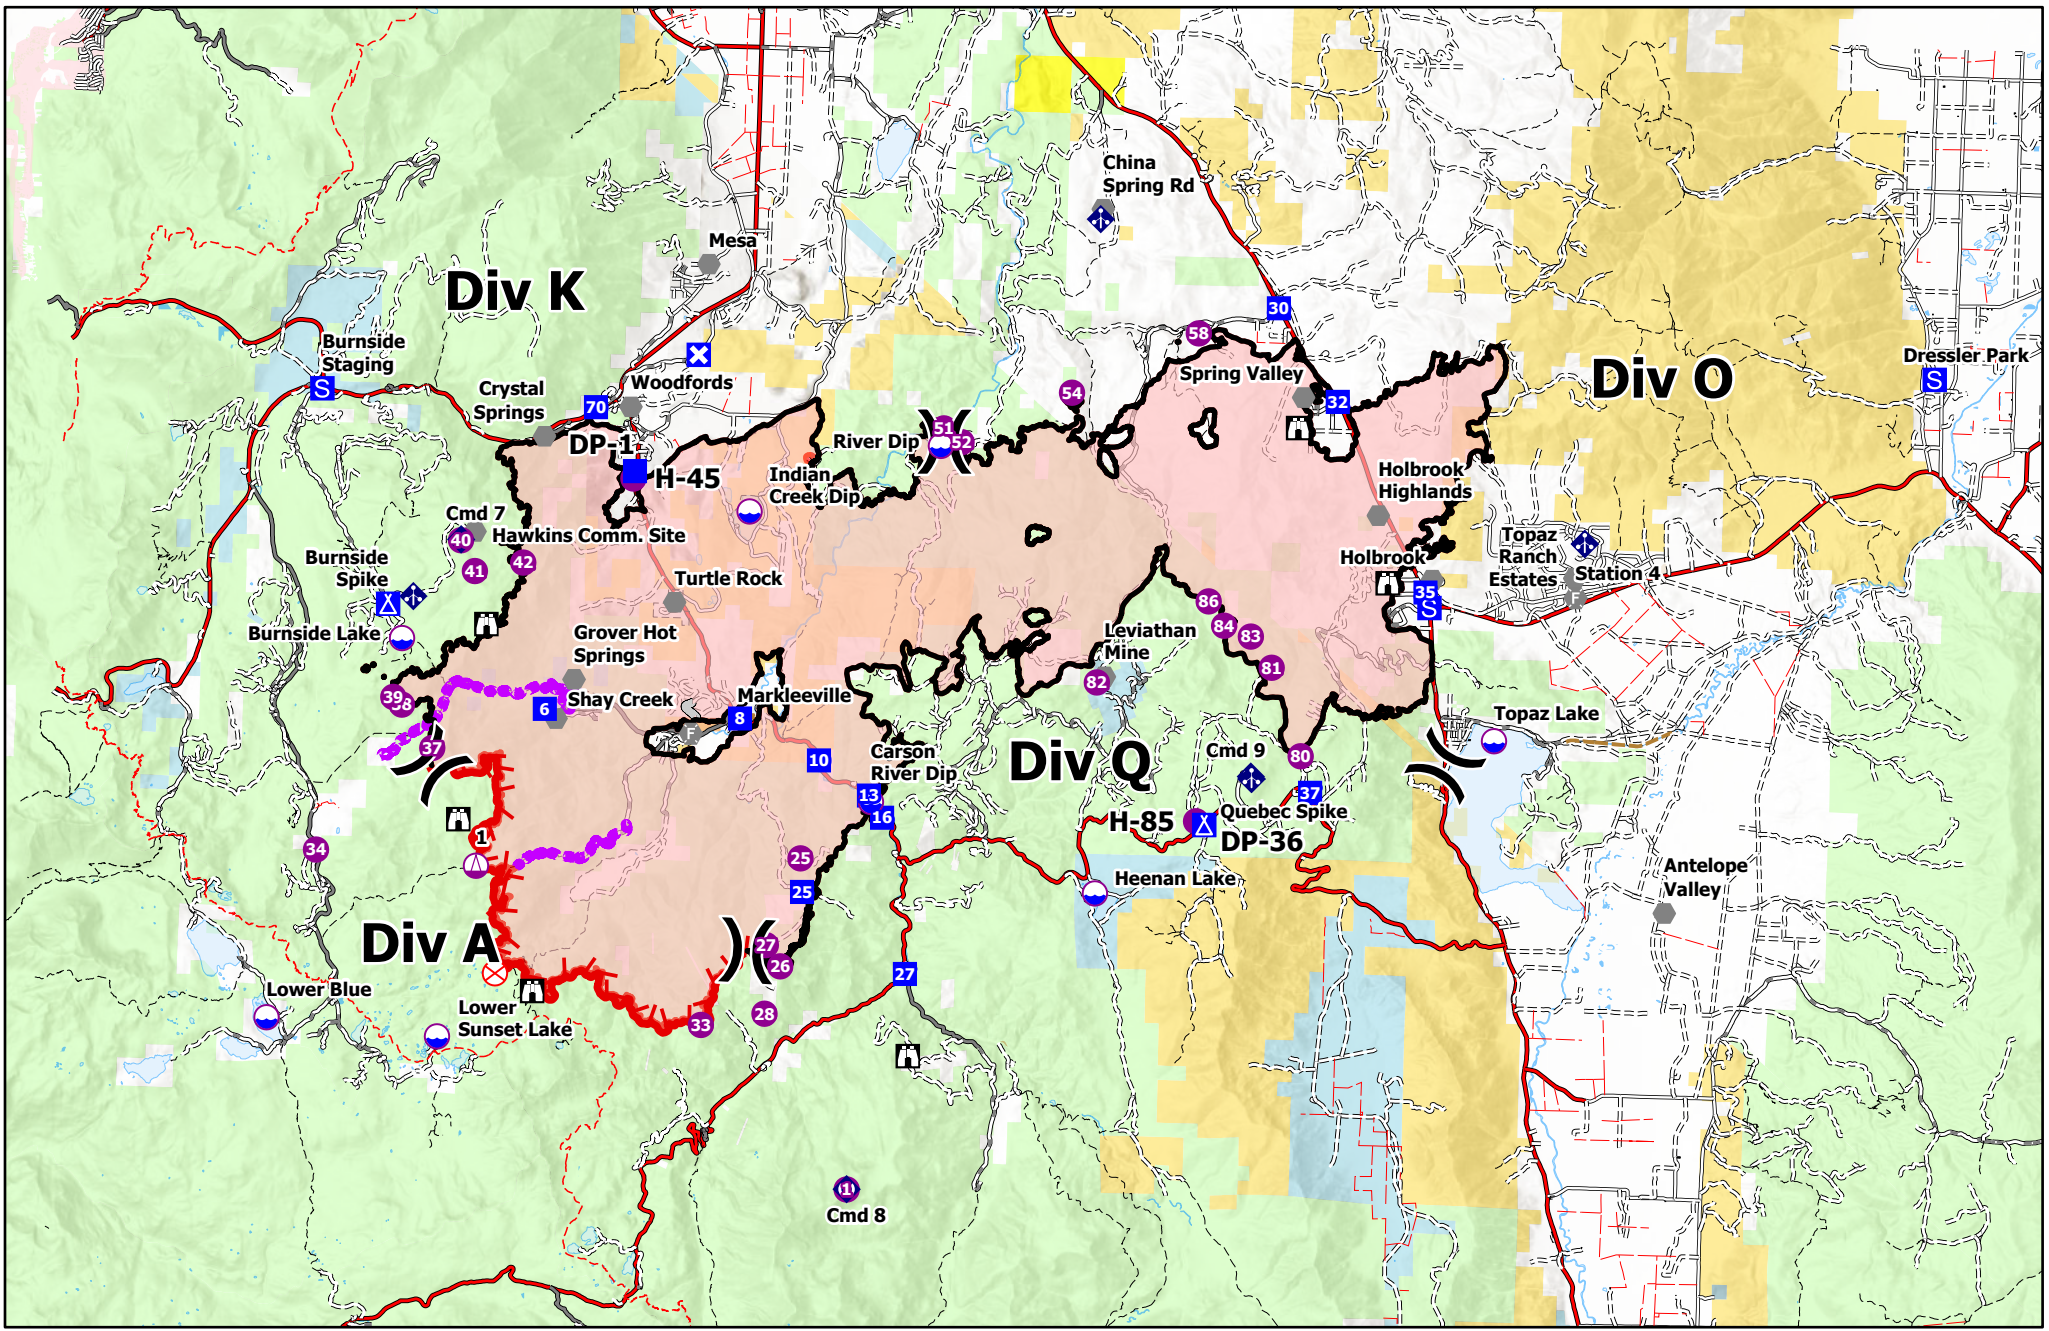 China
Spring Rd
Mesa
Div K
30
Burnside
Staging
S
58
Dressler Park
S
Div O
Spring Valley
Crystal
Springs
Woodfords
70
54
32
DP-1
River Dip
51
52
H-45
Indian
Creek Dip
Holbrook
Highlands
Cmd 7
40
Hawkins Comm. Site
41
42
Burnside
Spike
Turtle Rock
Topaz
Ranch
Estates
Station 4
F
Holbrook
35
S
Burnside Lake
86
84
83
81
Leviathan
Mine
82
Grover Hot
Springs
Shay Creek
6
39
37
Markleeville
8
F
10
Carson
River Dip
13
16
Div Q
Cmd 9
80
37
Topaz Lake
H-85
Quebec Spike
DP-36
1
34
25
25
Heenan Lake
Antelope
Valley
Div A
27
26
27
28
33
Lower Blue
Lower
Sunset Lake
Cmd 8